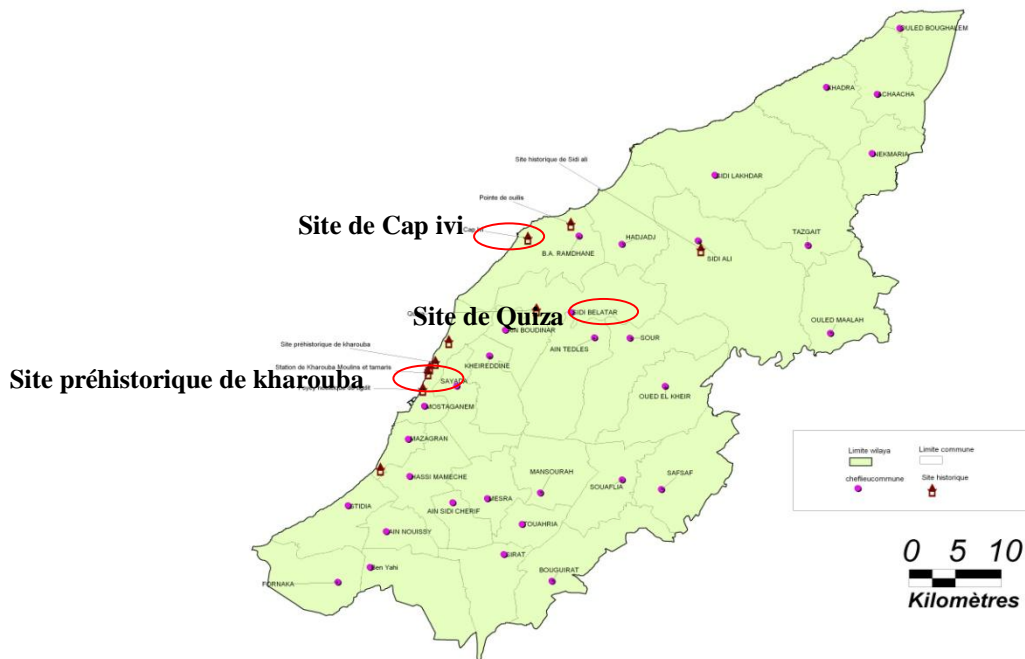 OULED BOUGHALEM
KHADRA
ACHAACHA
NEKMARIA
Site historique de Sidi ali
SIDI LAKHDAR
Pointe de ouilis
Site de Cap ivi
Cap ivi
B.A. RAMDHANE
HADJADJ
TAZGAIT
SIDI ALI
Site de Quiza
SIDI BELATAR
AIN BOUDINAR
OULED MAALAH
AIN TEDLES
SOUR
Site préhistorique de kharouba
KHEIREDDINE
Station de Kharouba Moulins et tamaris
Site préhistorique de kharouba
SAYADA
OUED EL KHEIR
MOSTAGANEM
MAZAGRAN
HASSI MAMECHE
MANSOURAH
SOUAFLIA
SAFSAF
STIDIA
AIN SIDI CHERIF
MESRA
AIN NOUISSY
TOUAHRIA
SIRAT
Ben Yahi
FORNAKA
BOUGUIRAT
Limite wilaya
Limite commune
cheflieucommune
Site historique
0 5 10
Kilomètres